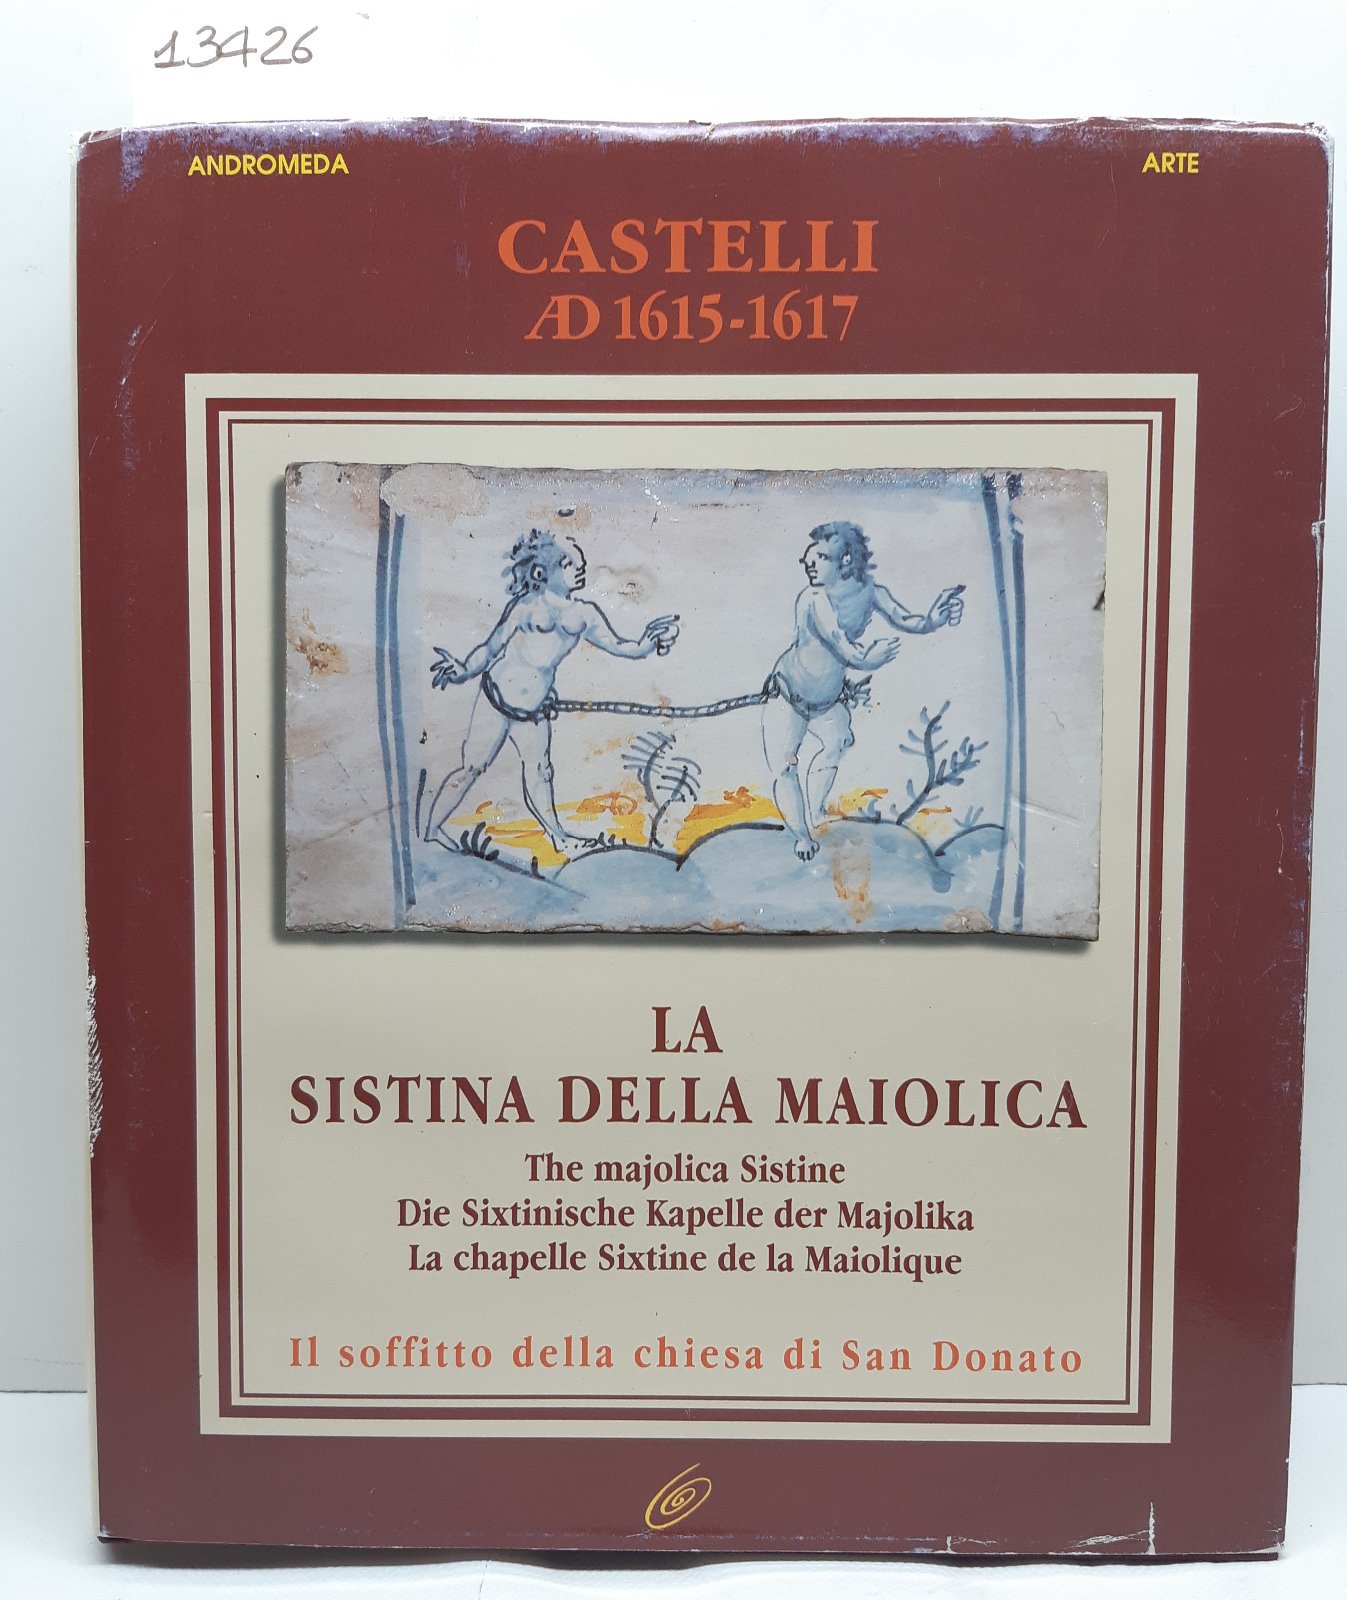 13426
ANDROMEDA
ARTE
CASTELLI
AD 1615-1617
LA
SISTINA DELLA MAIOLICA
The majolica Sistine
Die Sixtinische Kapelle der Majolika
La chapelle Sixtine de la Maiolique
Il soffitto della chiesa di San Donato